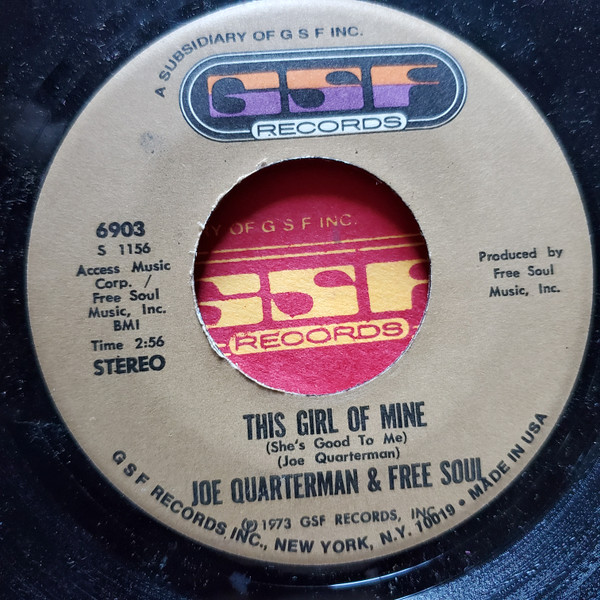 A SUBSIDIARY OF G S F INC.
GSF
RECORDS
6903
S 1156
Access Music
Corp. /
Free Soul
Music, Inc.
BMI
Time 2:56
STEREO
Y OF G S F INC.
GSF
RECORDS
Produced by
Free Soul
Music, Inc.
THIS GIRL OF MINE
(She's Good To Me)
(Joe Quarterman)
JOE QUARTERMAN & FREE SOUL
℗ 1973 GSF RECORDS, INC.
G S F RECORDS, INC., NEW YORK, N.Y. 10019 • MADE IN USA